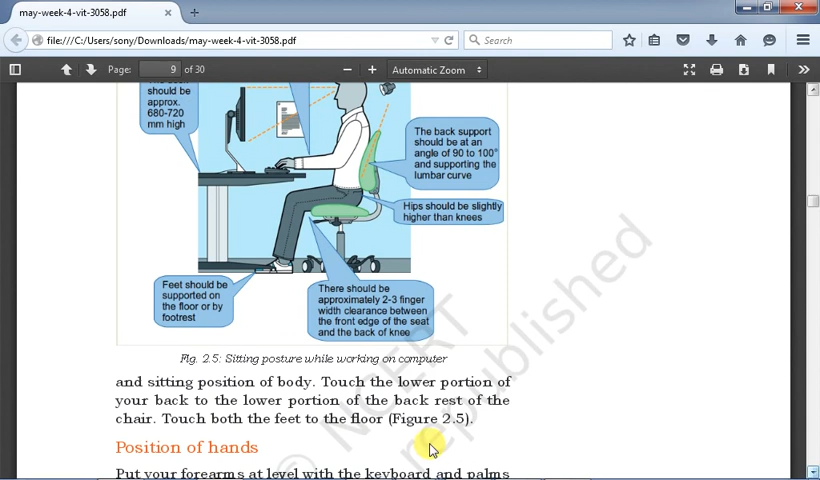 may-week-4-vit-3058.pdf
file:///C:/Users/sony/Downloads/may-week-4-vit-3058.pdf
Search
Page: 9 of 30
Automatic Zoom
should be
approx.
680-720
mm high
The back support
should be at an
angle of 90 to 100°
and supporting the
lumbar curve
Hips should be slightly
higher than knees
Feet should be
supported on
the floor or by
footrest
There should be
approximately 2-3 finger
width clearance between
the front edge of the seat
and the back of knee
Fig. 2.5: Sitting posture while working on computer
and sitting position of body. Touch the lower portion of
your back to the lower portion of the back rest of the
chair. Touch both the feet to the floor (Figure 2.5).
Position of hands
Put your forearms at level with the keyboard and palms
© NCERT
republished